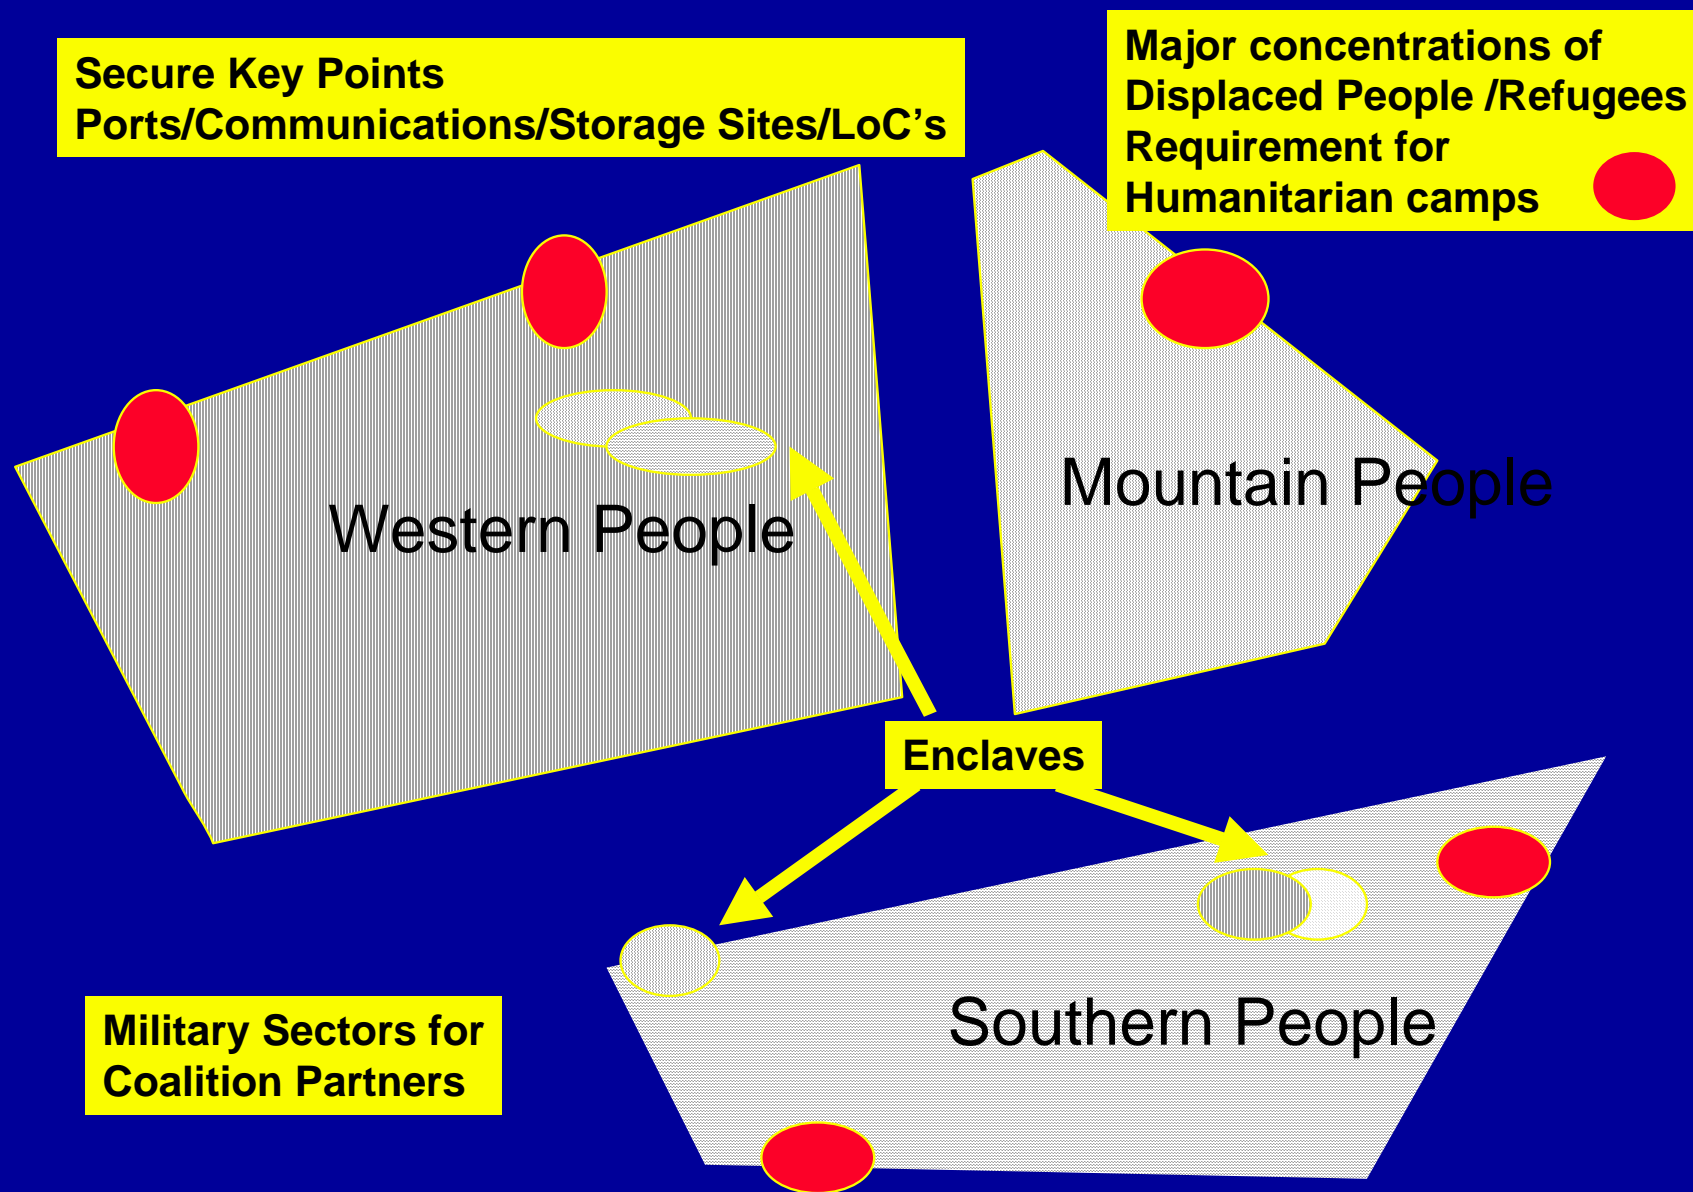 Secure Key Points
Ports/Communications/Storage Sites/LoC's
Major concentrations of
Displaced People /Refugees
Requirement for
Humanitarian camps
Western People
Mountain People
Enclaves
Southern People
Military Sectors for
Coalition Partners